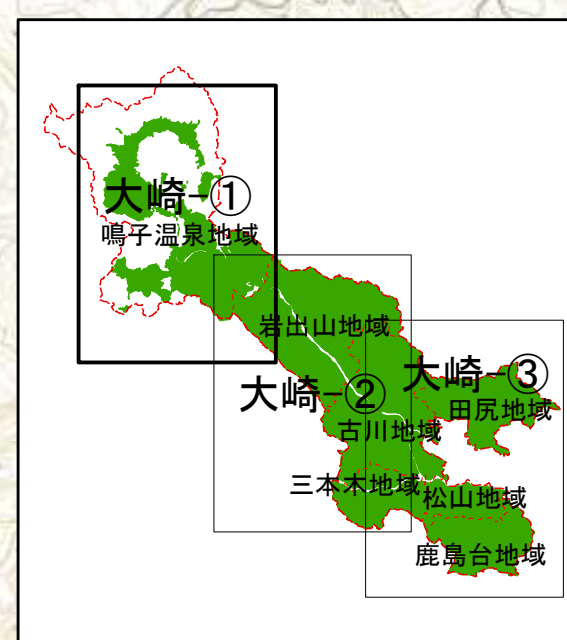 大崎-①
鳴子温泉地域
岩出山地域
大崎-③
大崎-②
田尻地域
古川地域
三本木地域
松山地域
鹿島台地域